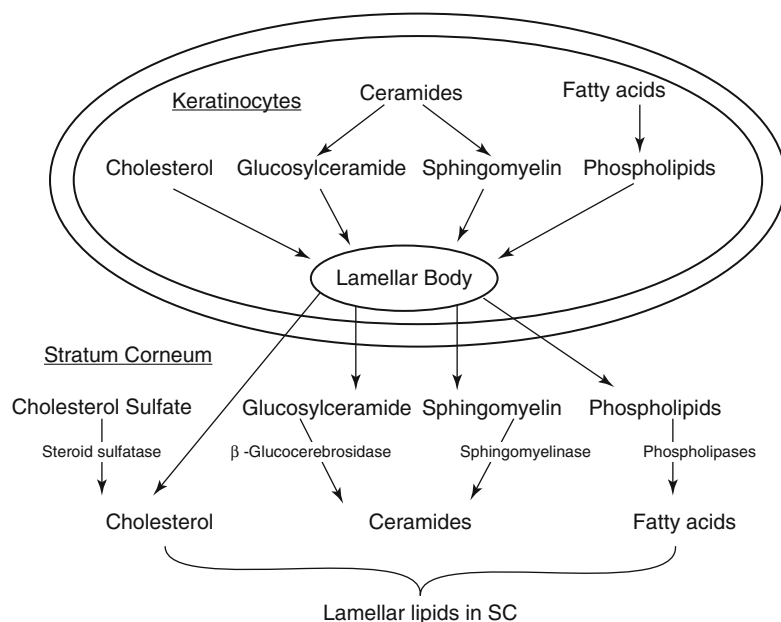 Keratinocytes
Ceramides
Fatty acids
Cholesterol
Glucosylceramide
Sphingomyelin
Phospholipids
Lamellar Body
Stratum Corneum
Cholesterol Sulfate
Glucosylceramide
Sphingomyelin
Phospholipids
Steroid sulfatase
β -Glucocerebrosidase
Sphingomyelinase
Phospholipases
Cholesterol
Ceramides
Fatty acids
Lamellar lipids in SC